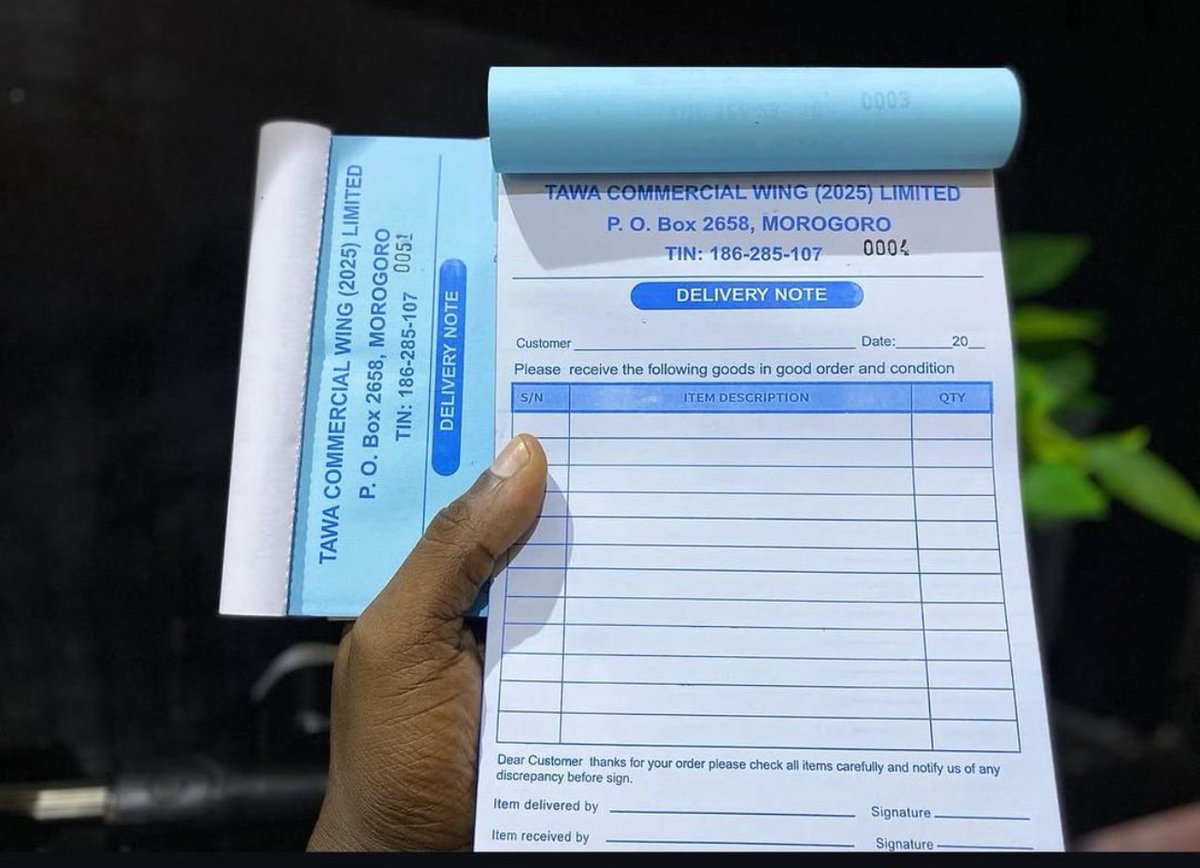 0003
TAWA COMMERCIAL WING (2025) LIMITED
P. O. Box 2658, MOROGORO
TIN: 186-285-107 0004
DELIVERY NOTE
Customer Date: 20
Please receive the following goods in good order and condition
S/N ITEM DESCRIPTION QTY
Dear Customer thanks for your order please check all items carefully and notify us of any
discrepancy before sign.
Item delivered by Signature
Item received by Signature
TAWA COMMERCIAL WING (2025) LIMITED
P. O. Box 2658, MOROGORO
TIN: 186-285-107 0051
DELIVERY NOTE